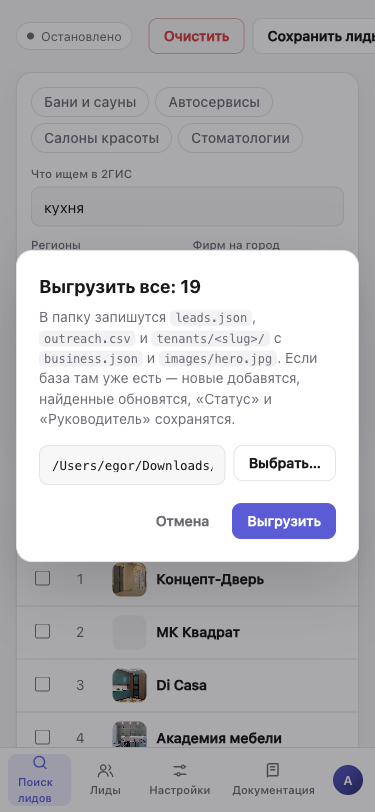 Остановлено
Очистить
Сохранить лиды
Бани и сауны
Автосервисы
Салоны красоты
Стоматологии
Что ищем в 2ГИС
кухня
Регионы
Фирм на город
Выгрузить все: 19
В папку запишутся leads.json,
outreach.csv и tenants/<slug>/ с
business.json и images/hero.jpg. Если
база там уже есть — новые добавятся,
найденные обновятся, «Статус» и
«Руководитель» сохранятся.
/Users/egor/Downloads,
Выбрать...
Отмена
Выгрузить
1
Концепт-Дверь
2
МК Квадрат
3
Di Casa
4
Академия мебели
Поиск
лидов
Лиды
Настройки
Документация
A